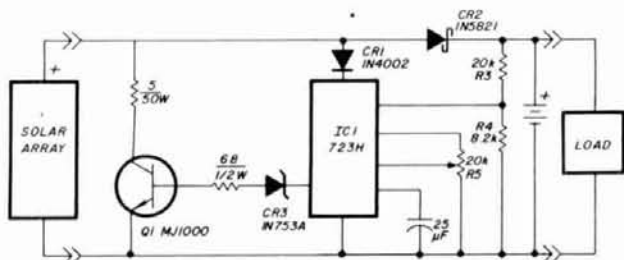 CR2
1N5821
+
CR1
1N4002
20k
R3
5
50W
+
SOLAR
ARRAY
IC1
723H
R4
8.2k
LOAD
68
1/2W
20k
R5
CR3
1N753A
25
µF
Q1 MJ1000